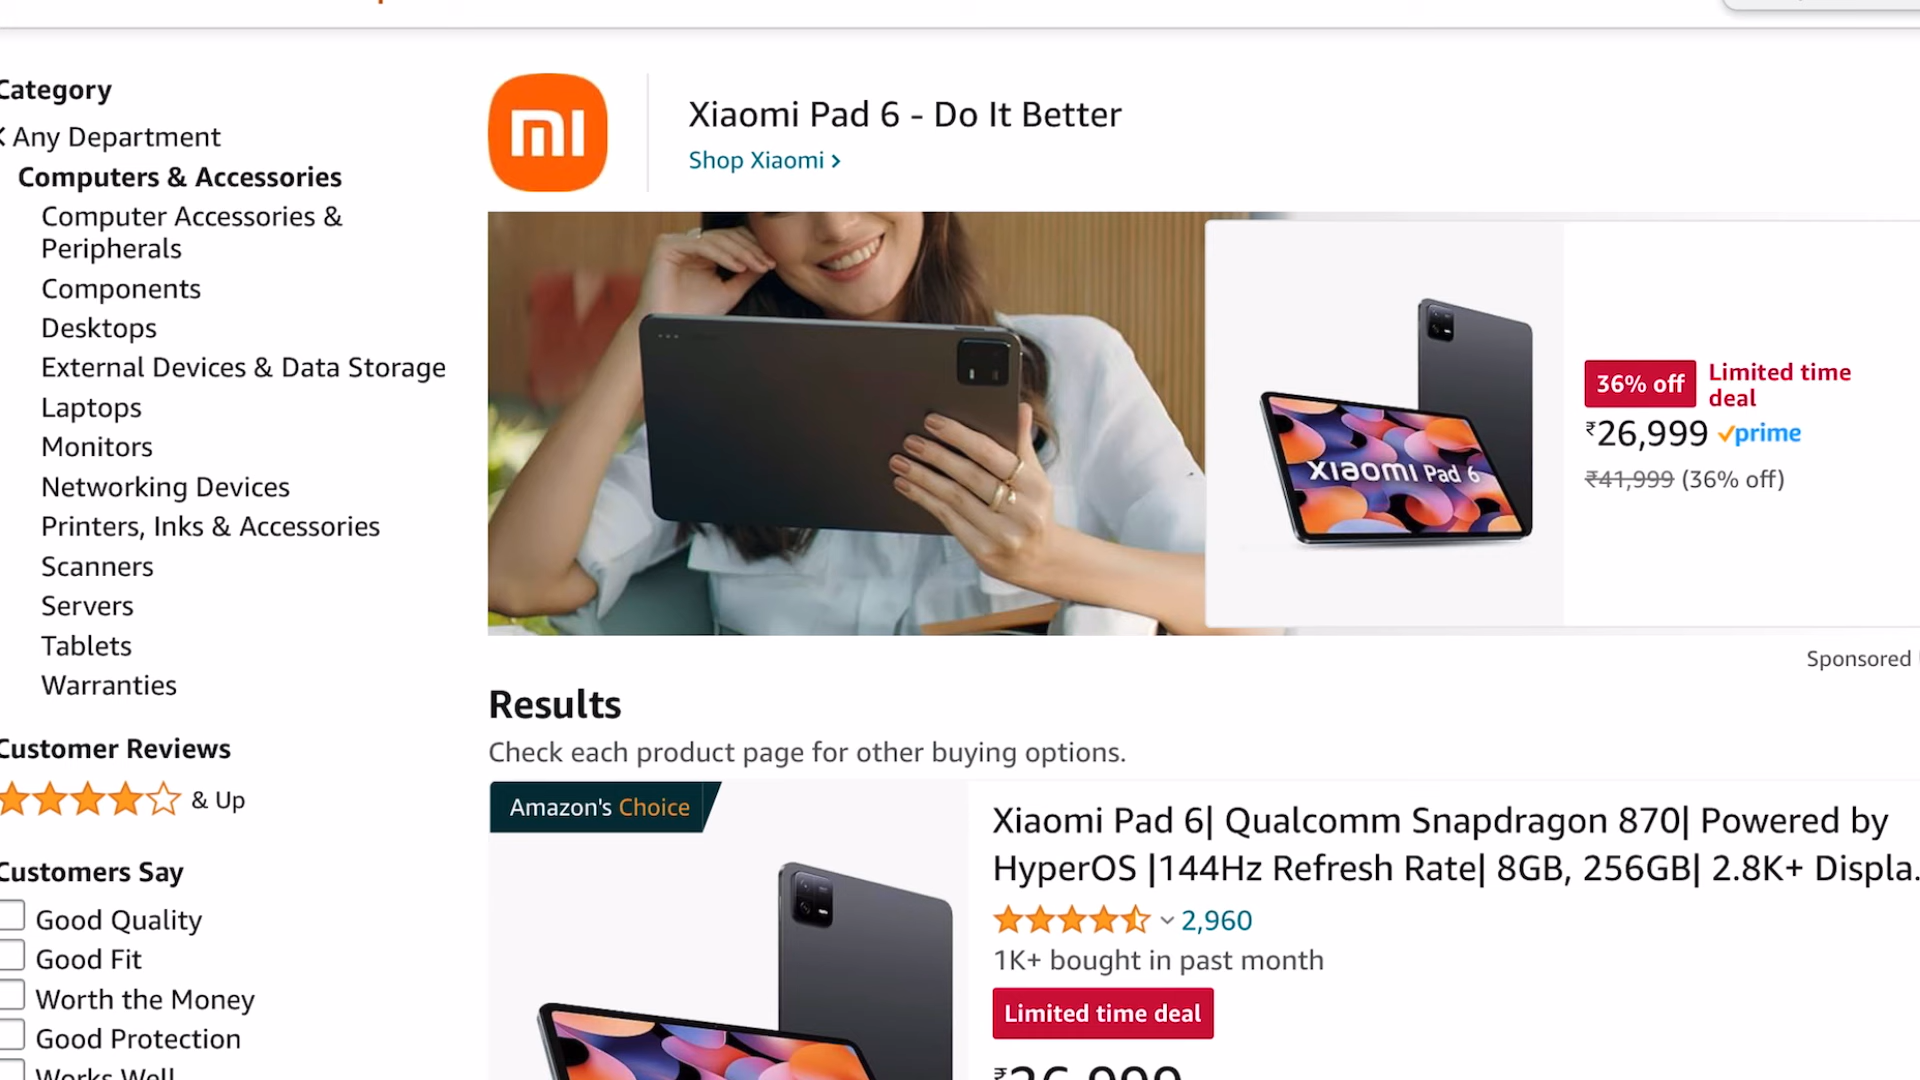 Category
Any Department
Computers & Accessories
Computer Accessories &
Peripherals
Components
Desktops
External Devices & Data Storage
Laptops
Monitors
Networking Devices
Printers, Inks & Accessories
Scanners
Servers
Tablets
Warranties
Customer Reviews
& Up
Customers Say
Good Quality
Good Fit
Worth the Money
Good Protection
Works Well
mi
Xiaomi Pad 6 - Do It Better
Shop Xiaomi
xiaomi Pad 6
36% off
Limited time
deal
₹26,999 prime
₹41,999 (36% off)
Sponsored
Results
Check each product page for other buying options.
Amazon's Choice
Xiaomi Pad 6| Qualcomm Snapdragon 870| Powered by
HyperOS |144Hz Refresh Rate| 8GB, 256GB| 2.8K+ Displa.
2,960
1K+ bought in past month
Limited time deal
₹26,999